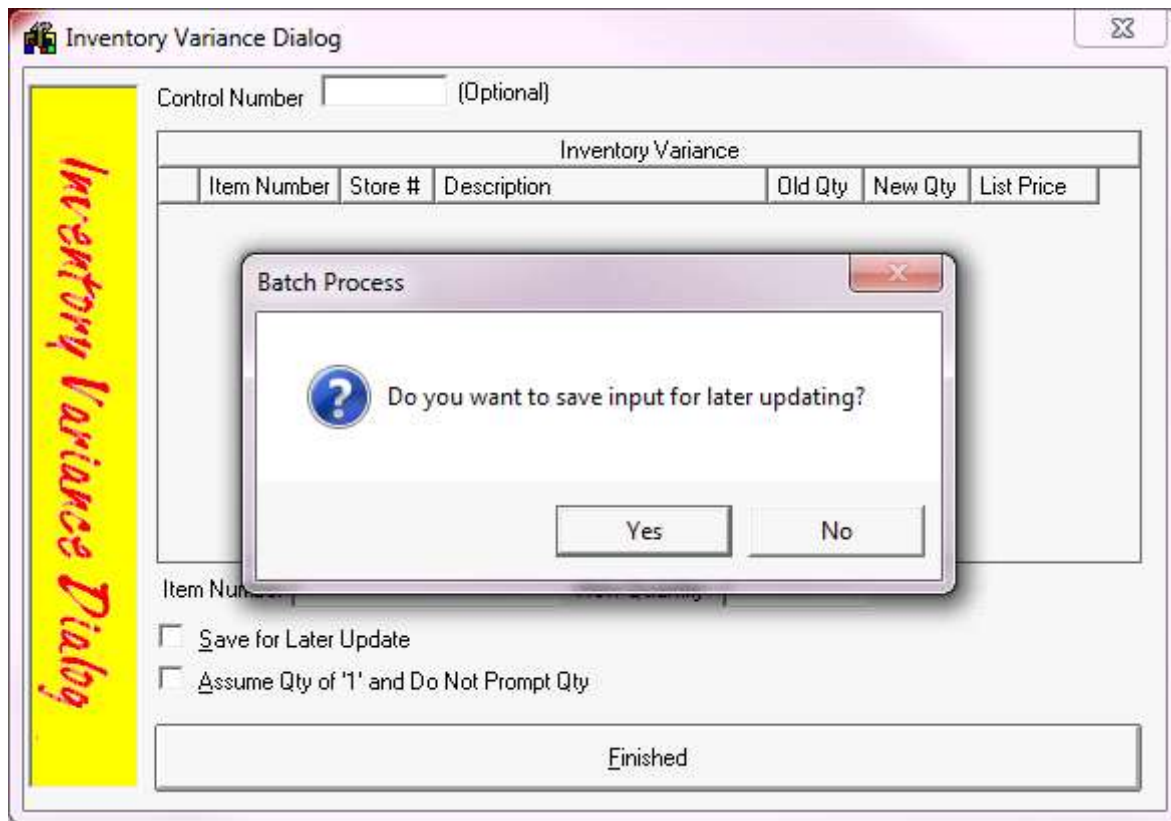 Inventory Variance Dialog
Inventory Variance Dialog
Control Number (Optional)
Inventory Variance
Item Number Store # Description Old Qty New Qty List Price
Batch Process
Do you want to save input for later updating?
Yes No
Item
Save for Later Update
Assume Qty of '1' and Do Not Prompt Qty
Finished